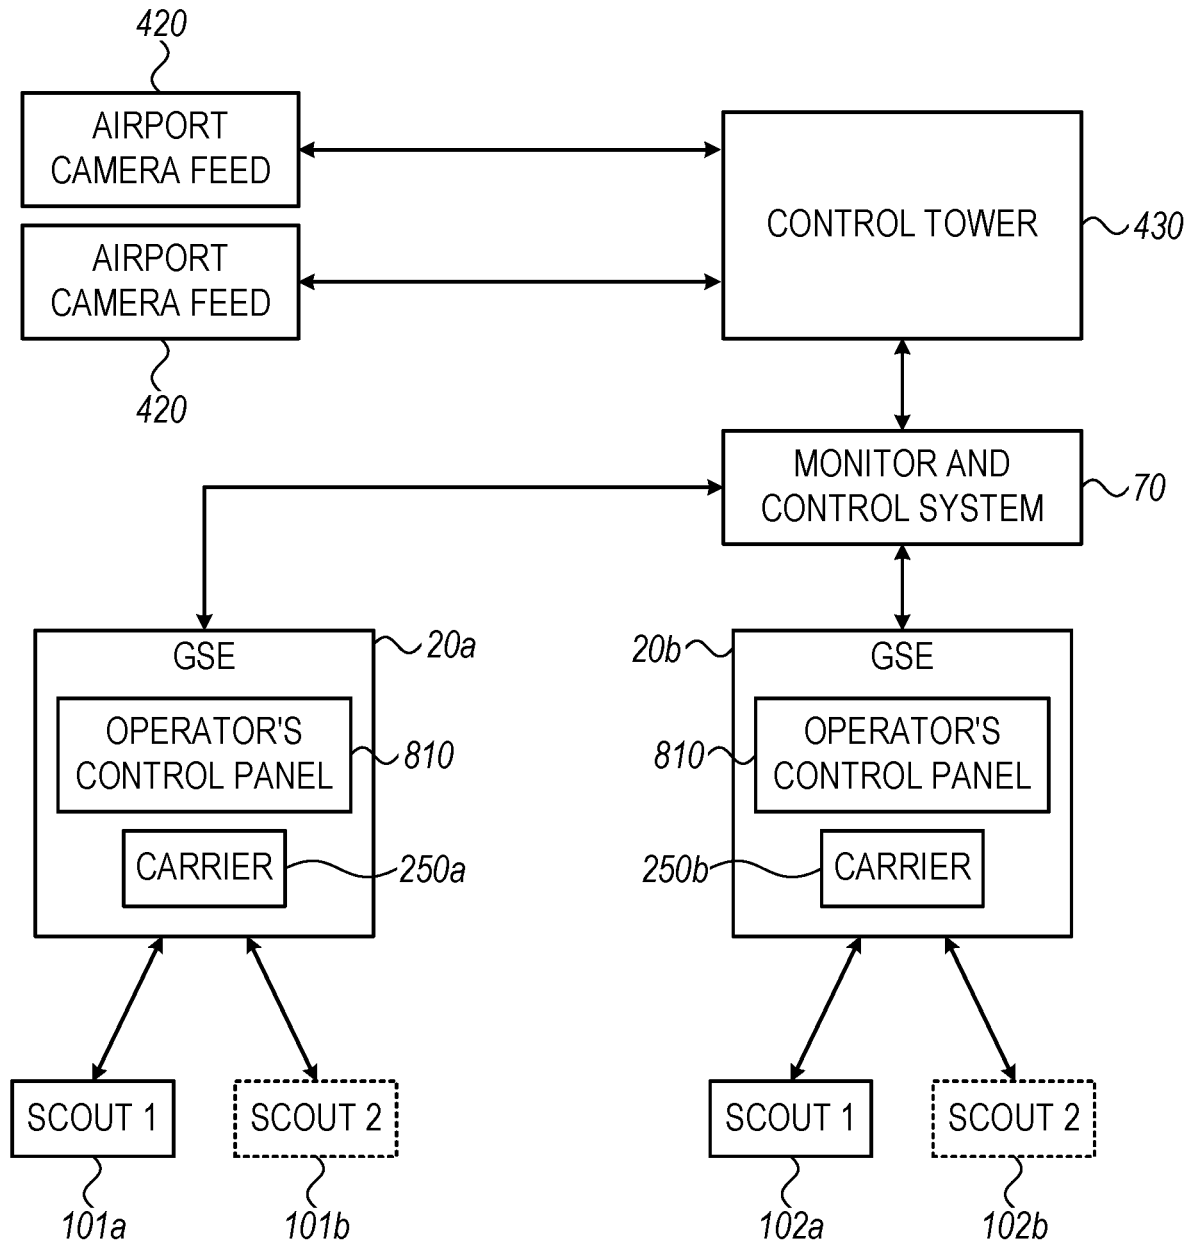 420
AIRPORT
CAMERA FEED
CONTROL TOWER
430
AIRPORT
CAMERA FEED
420
MONITOR AND
CONTROL SYSTEM
70
GSE
20a
OPERATOR'S
CONTROL PANEL
810
CARRIER
250a
20b
GSE
810
OPERATOR'S
CONTROL PANEL
250b
CARRIER
SCOUT 1
SCOUT 2
SCOUT 1
SCOUT 2
101a
101b
102a
102b